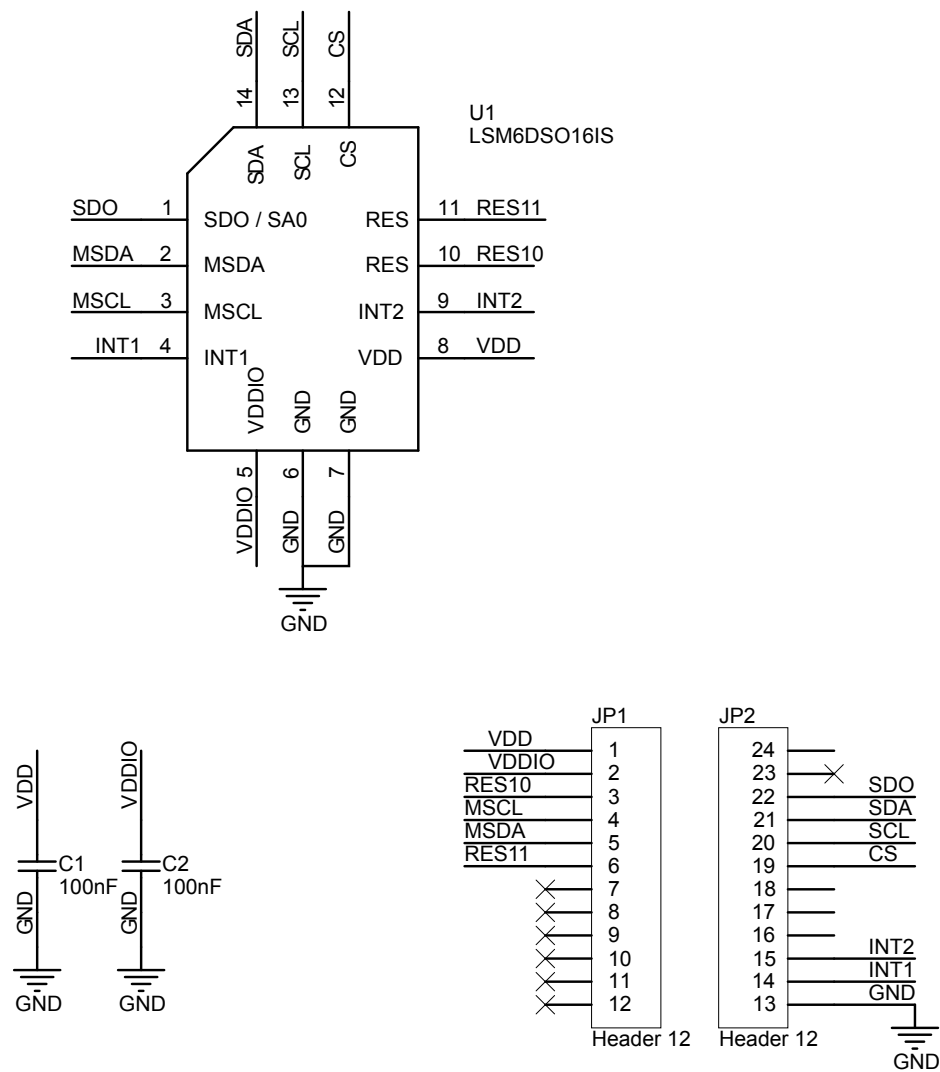 SDA
SCL
CS
14
13
12
U1
LSM6DSO16IS
SDA
SCL
CS
SDO 1 SDO / SA0 RES 11 RES11
MSDA 2 MSDA RES 10 RES10
MSCL 3 MSCL INT2 9 INT2
INT1 4 INT1 VDD 8 VDD
VDDIO
GND
GND
5
6
7
VDDIO
GND
GND
GND
VDD
VDDIO
C1
100nF
C2
100nF
GND
GND
GND
GND
JP1
VDD 1
VDDIO 2
RES10 3
MSCL 4
MSDA 5
RES11 6
7
8
9
10
11
12
Header 12
JP2
24
23
22 SDO
21 SDA
20 SCL
19 CS
18
17
16
15 INT2
14 INT1
13 GND
Header 12
GND